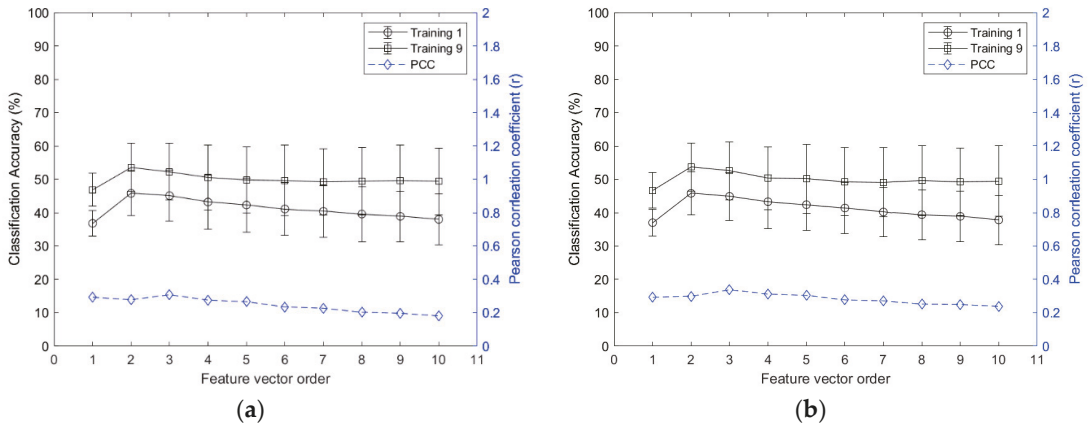 100
90
80
70
60
50
40
30
20
10
0
Classification Accuracy (%)
0 1 2 3 4 5 6 7 8 9 10 11
Feature vector order
2
1.8
1.6
1.4
1.2
1
0.8
0.6
0.4
0.2
0
Pearson correation coefficient (r)
Training 1
Training 9
PCC
(a)
100
90
80
70
60
50
40
30
20
10
0
Classification Accuracy (%)
0 1 2 3 4 5 6 7 8 9 10 11
Feature vector order
2
1.8
1.6
1.4
1.2
1
0.8
0.6
0.4
0.2
0
Pearson correation coefficient (r)
Training 1
Training 9
PCC
(b)